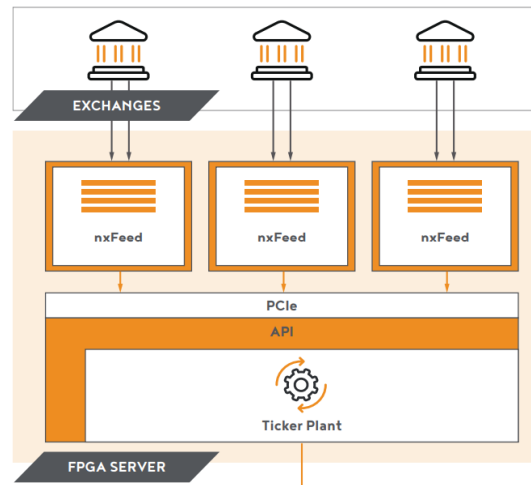 EXCHANGES
nxFeed
nxFeed
nxFeed
PCIe
API
Ticker Plant
FPGA SERVER